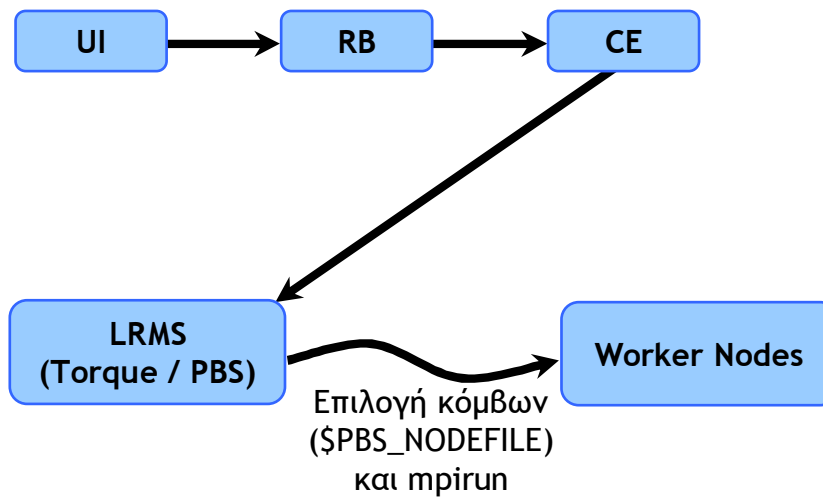 UI
RB
CE
LRMS
(Torque / PBS)
Worker Nodes
Επιλογή κόμβων
($PBS_NODEFILE)
και mpirun